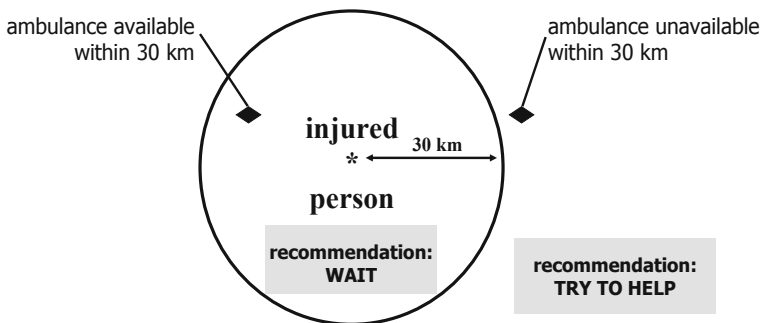 ambulance available
within 30 km
ambulance unavailable
within 30 km
injured
30 km
*
person
recommendation:
WAIT
recommendation:
TRY TO HELP